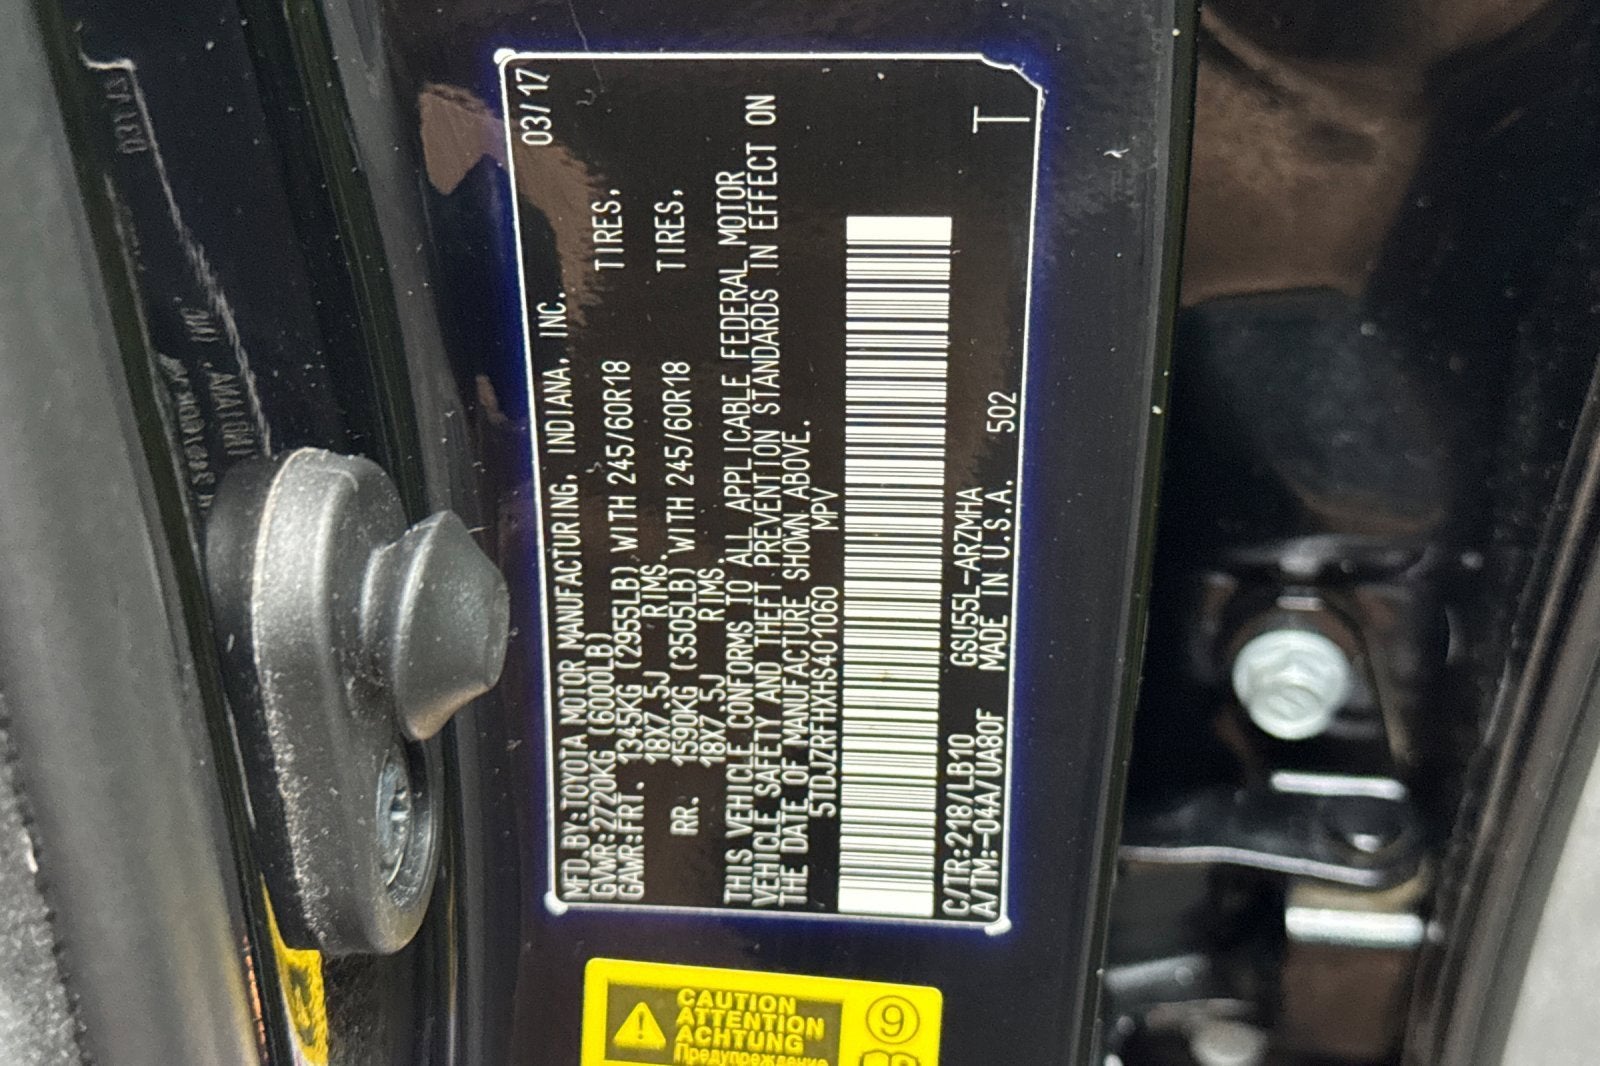 MFD.BY:TOYOTA MOTOR MANUFACTURING, INDIANA, INC. 03/17
GVWR:2720KG (6000LB)
GAWR:FRT. 1345KG (2955LB) WITH 245/60R18 TIRES,
18X7.5J RIMS.
RR. 1590KG (3505LB) WITH 245/60R18 TIRES,
18X7.5J RIMS.
THIS VEHICLE CONFORMS TO ALL APPLICABLE FEDERAL MOTOR
VEHICLE SAFETY AND THEFT PREVENTION STANDARDS IN EFFECT ON
THE DATE OF MANUFACTURE SHOWN ABOVE.
5TDJZRFHXHS401060 MPV
C/TR:218/LB10 GSU55L-ARZMHA
A/TM:-04A/UA80F MADE IN U.S.A. 502 T
CAUTION
ATTENTION
ACHTUNG
Предупреждение
9